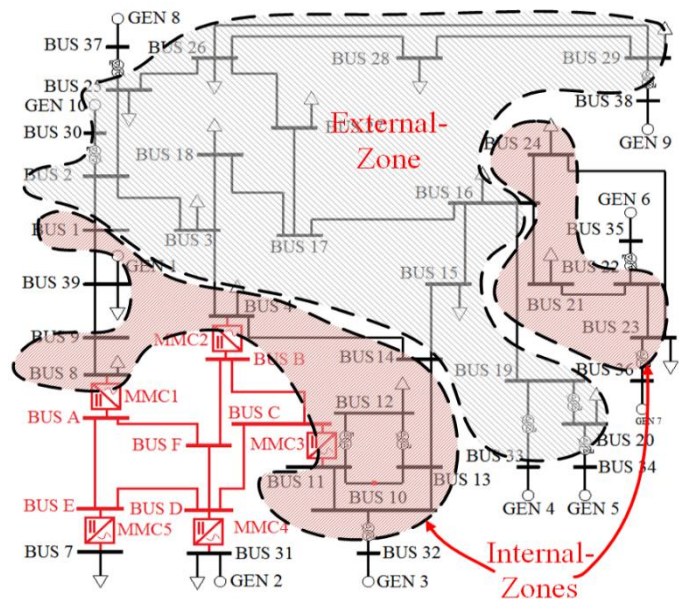 GEN 8
BUS 37
BUS 26
BUS 28
BUS 29
BUS 25
GEN 10
BUS 38
BUS 30
External-
Zone
GEN 9
BUS 18
BUS 24
BUS 2
BUS 16
GEN 6
BUS 35
BUS 1
BUS 3
BUS 17
GEN 1
BUS 15
BUS 22
BUS 39
BUS 21
BUS 4
BUS 9
MMC2
BUS 23
BUS B
BUS 14
BUS 19
BUS 8
BUS 36
MMC1
BUS 12
BUS A
BUS C
GEN 7
BUS F
MMC3
BUS 20
BUS 11
BUS 13
BUS 33
BUS 34
BUS E
BUS D
BUS 10
MMC5
MMC4
GEN 4
GEN 5
BUS 7
BUS 31
BUS 32
Internal-
Zones
GEN 2
GEN 3